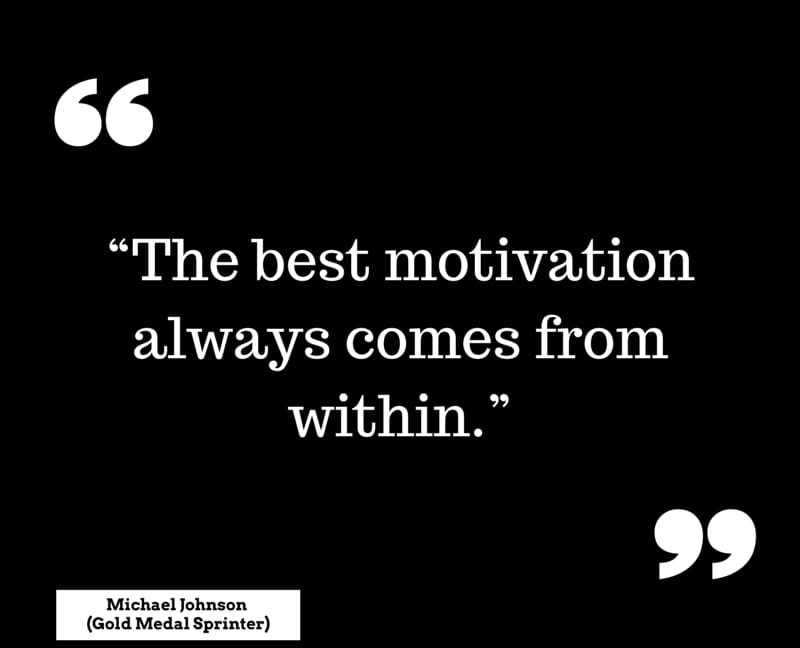 “
“The best motivation
always comes from
within.”
”
Michael Johnson
(Gold Medal Sprinter)